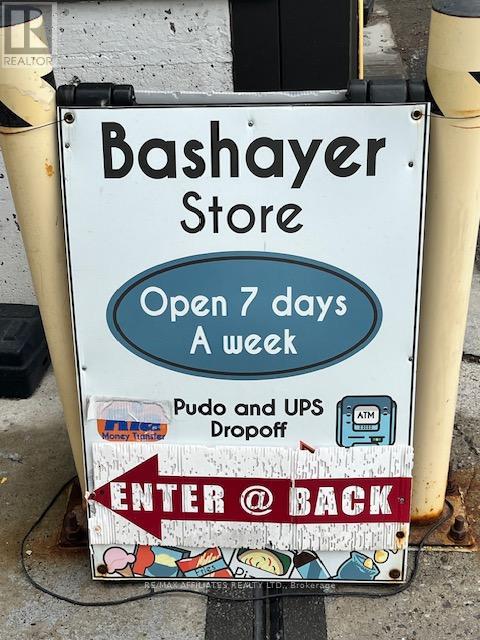 REALTOR
Bashayer
Store
Open 7 days
A week
Pudo and UPS
Dropoff
ATM
Money Transfer
ENTER @ BACK
RE/MAX AFFILIATES REALTY LTD., Brokerage